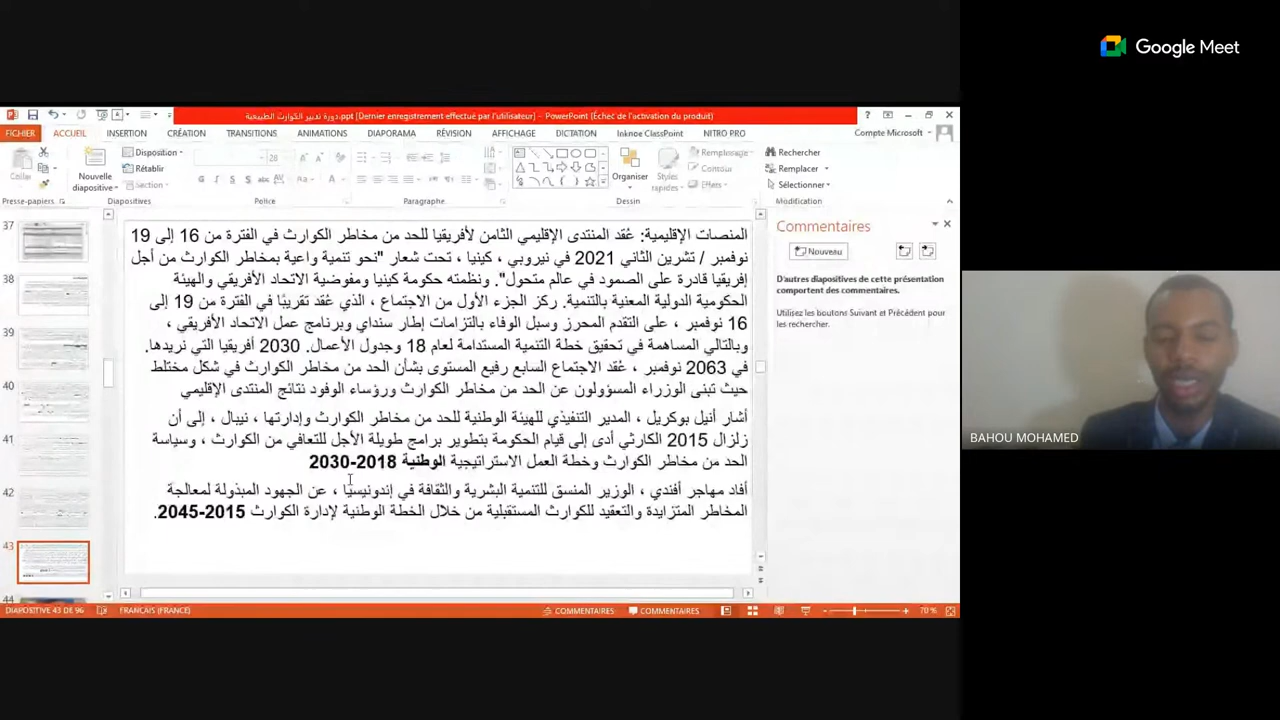 Google Meet
دورة تدبير الكوارث الطبيعية.ppt [Dernier enregistrement effectué par l'utilisateur] – PowerPoint (Échec de l'activation du produit)
FICHIER ACCUEIL INSERTION CRÉATION TRANSITIONS ANIMATIONS DIAPORAMA RÉVISION AFFICHAGE DICTATION Inknoe ClassPoint NITRO PRO Compte Microsoft
Coller
Nouvelle diapositive
Disposition
Rétablir
Section
28
Organiser
Styles rapides
Remplissage
Contour
Effets
Rechercher
Remplacer
Sélectionner
Presse-papiers Diapositives Police Paragraphe Dessin Modification
37
38
39
40
41
42
43
44
المنصات الإقليمية: عُقد المنتدى الإقليمي الثامن لأفريقيا للحد من مخاطر الكوارث في الفترة من 16 إلى 19
نوفمبر / تشرين الثاني 2021 في نيروبي ، كينيا ، تحت شعار "نحو تنمية واعية بمخاطر الكوارث من أجل
إفريقيا قادرة على الصمود في عالم متحول". ونظمته حكومة كينيا ومفوضية الاتحاد الأفريقي والهيئة
الحكومية الدولية المعنية بالتنمية. ركز الجزء الأول من الاجتماع ، الذي عُقد تقريبًا في الفترة من 19 إلى
16 نوفمبر ، على التقدم المحرز وسبل الوفاء بالتزامات إطار سنداي وبرنامج عمل الاتحاد الأفريقي ،
وبالتالي المساهمة في تحقيق خطة التنمية المستدامة لعام 18 وجدول الأعمال. 2030 أفريقيا التي نريدها.
في 2063 نوفمبر ، عُقد الاجتماع السابع رفيع المستوى بشأن الحد من مخاطر الكوارث في شكل مختلط
حيث تبنى الوزراء المسؤولون عن الحد من مخاطر الكوارث ورؤساء الوفود نتائج المنتدى الإقليمي
أشار أنيل بوكريل ، المدير التنفيذي للهيئة الوطنية للحد من مخاطر الكوارث وإدارتها ، نيبال ، إلى أن
زلزال 2015 الكارثي أدى إلى قيام الحكومة بتطوير برامج طويلة الأجل للتعافي من الكوارث ، وسياسة
الحد من مخاطر الكوارث وخطة العمل الاستراتيجية الوطنية 2018-2030
أفاد مهاجر أفندي ، الوزير المنسق للتنمية البشرية والثقافة في إندونيسيا ، عن الجهود المبذولة لمعالجة
المخاطر المتزايدة والتعقيد للكوارث المستقبلية من خلال الخطة الوطنية لإدارة الكوارث 2015-2045.
Commentaires
Nouveau
D'autres diapositives de cette présentation
comportent des commentaires.
Utilisez les boutons Suivant et Précédent pour
les rechercher.
BAHOU MOHAMED
DIAPOSITIVE 43 DE 96 FRANÇAIS (FRANCE) COMMENTAIRES COMMENTAIRES 70 %